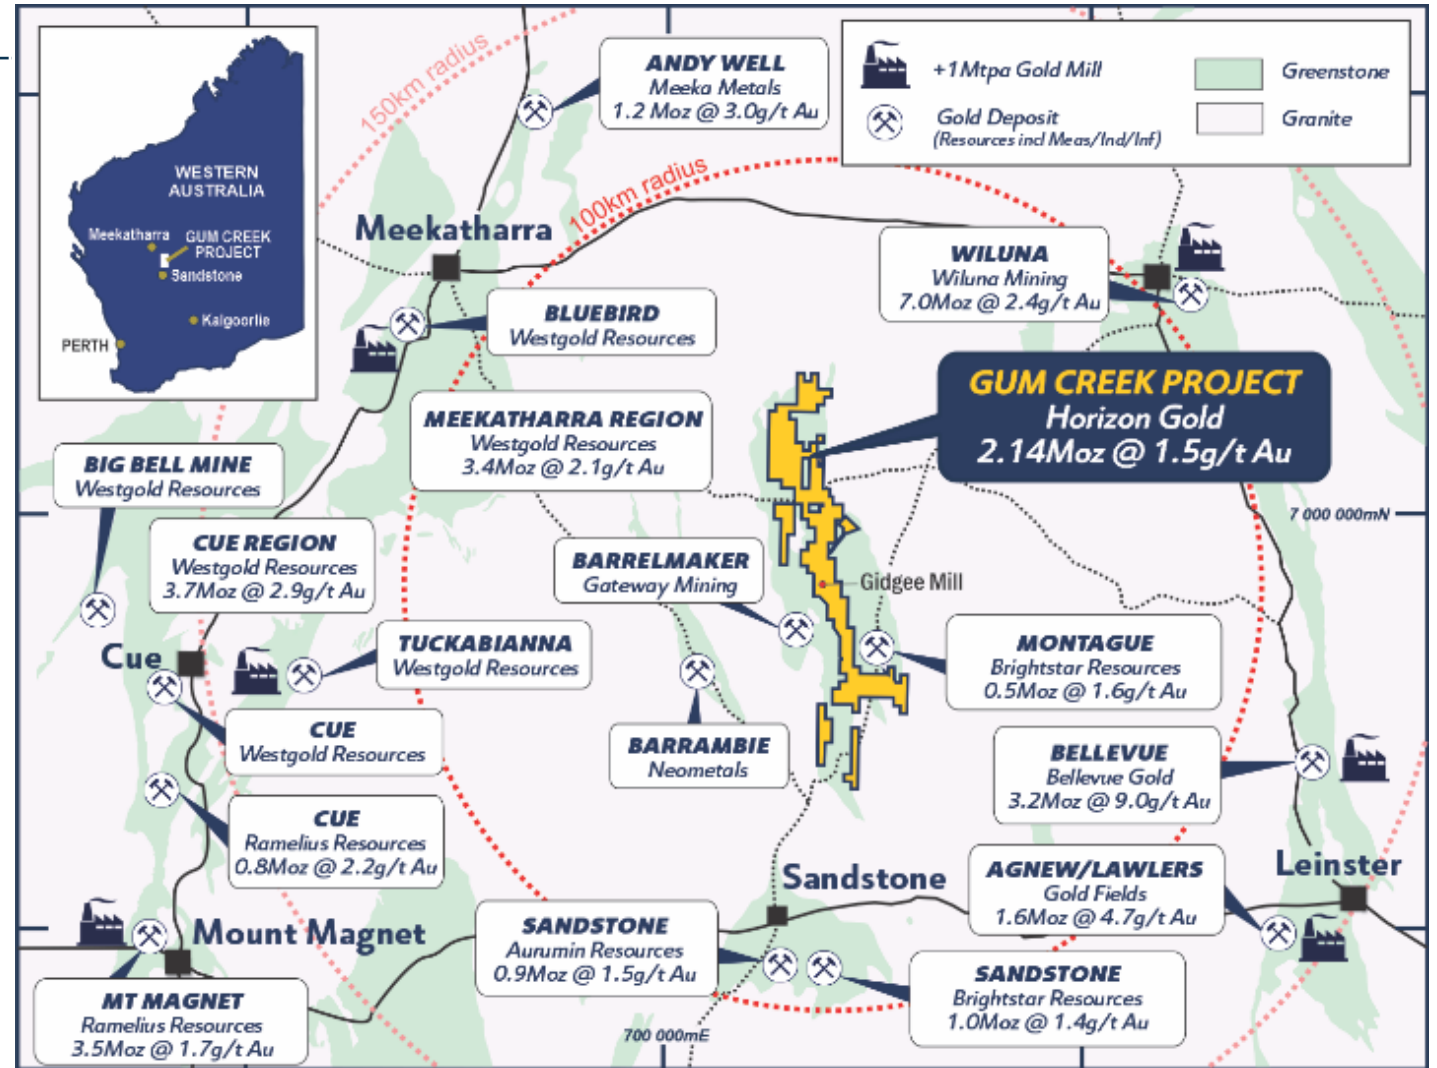 150km radius
100km radius
WESTERN
AUSTRALIA
Meekatharra
GUM CREEK
PROJECT
Sandstone
Kalgoorlie
PERTH
ANDY WELL
Meeka Metals
1.2 Moz @ 3.0g/t Au
+1Mtpa Gold Mill
Gold Deposit
(Resources incl Meas/Ind/Inf)
Greenstone
Granite
Meekatharra
WILUNA
Wiluna Mining
7.0Moz @ 2.4g/t Au
BLUEBIRD
Westgold Resources
GUM CREEK PROJECT
Horizon Gold
2.14Moz @ 1.5g/t Au
MEEKATHARRA REGION
Westgold Resources
3.4Moz @ 2.1g/t Au
BIG BELL MINE
Westgold Resources
7 000 000mN
CUE REGION
Westgold Resources
3.7Moz @ 2.9g/t Au
BARRELMAKER
Gateway Mining
Gidgee Mill
Cue
TUCKABIANNA
Westgold Resources
MONTAGUE
Brightstar Resources
0.5Moz @ 1.6g/t Au
CUE
Westgold Resources
BARRAMBIE
Neometals
BELLEVUE
Bellevue Gold
3.2Moz @ 9.0g/t Au
CUE
Ramelius Resources
0.8Moz @ 2.2g/t Au
Sandstone
AGNEW/LAWLERS
Gold Fields
1.6Moz @ 4.7g/t Au
Leinster
Mount Magnet
SANDSTONE
Aurumin Resources
0.9Moz @ 1.5g/t Au
SANDSTONE
Brightstar Resources
1.0Moz @ 1.4g/t Au
MT MAGNET
Ramelius Resources
3.5Moz @ 1.7g/t Au
700 000mE